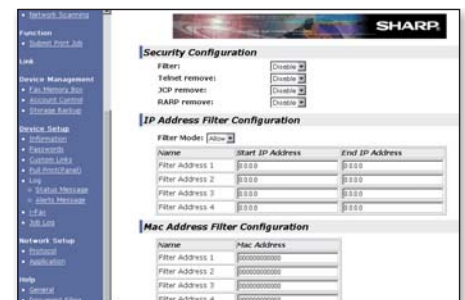 Network Scanning
Function
Submit Print Job
Link
Device Management
Fax Memory Box
Account Control
Storage Backup
Device Setup
Information
Passwords
Custom Links
Pull Print(Panel)
Log
Status Message
Alerts Message
i-Fax
Job Log
Network Setup
Protocol
Application
Help
General
SHARP
Security Configuration
Filter: Disable
Telnet remove: Disable
JCP remove: Disable
RARP remove: Disable
IP Address Filter Configuration
Filter Mode: Allow
Name Start IP Address End IP Address
Filter Address 1 0.0.0.0 0.0.0.0
Filter Address 2 0.0.0.0 0.0.0.0
Filter Address 3 0.0.0.0 0.0.0.0
Filter Address 4 0.0.0.0 0.0.0.0
Mac Address Filter Configuration
Name Mac Address
Filter Address 1 000000000000
Filter Address 2 000000000000
Filter Address 3 000000000000
Filter Address 4 000000000000